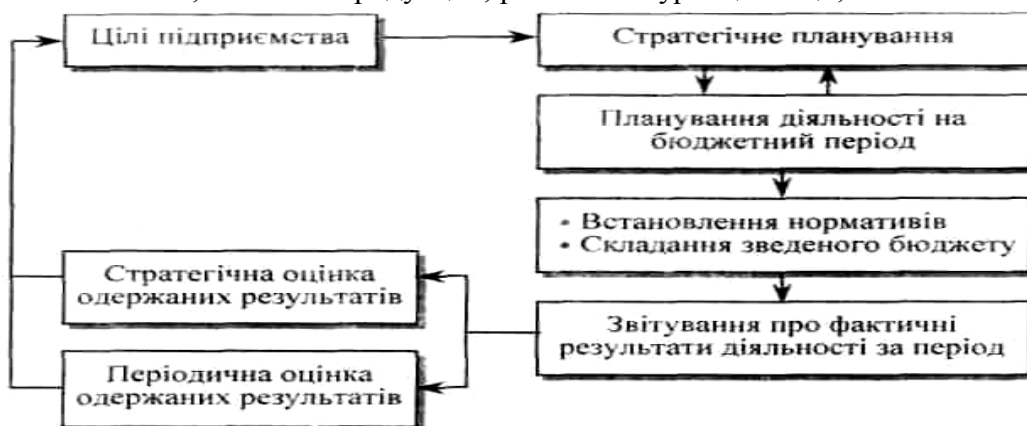 Цілі підприємства
Стратегічне планування
Планування діяльності на
бюджетний період
• Встановлення нормативів
• Складання зведеного бюджету
Стратегічна оцінка
одержаних результатів
Звітування про фактичні
результати діяльності за період
Періодична оцінка
одержаних результатів